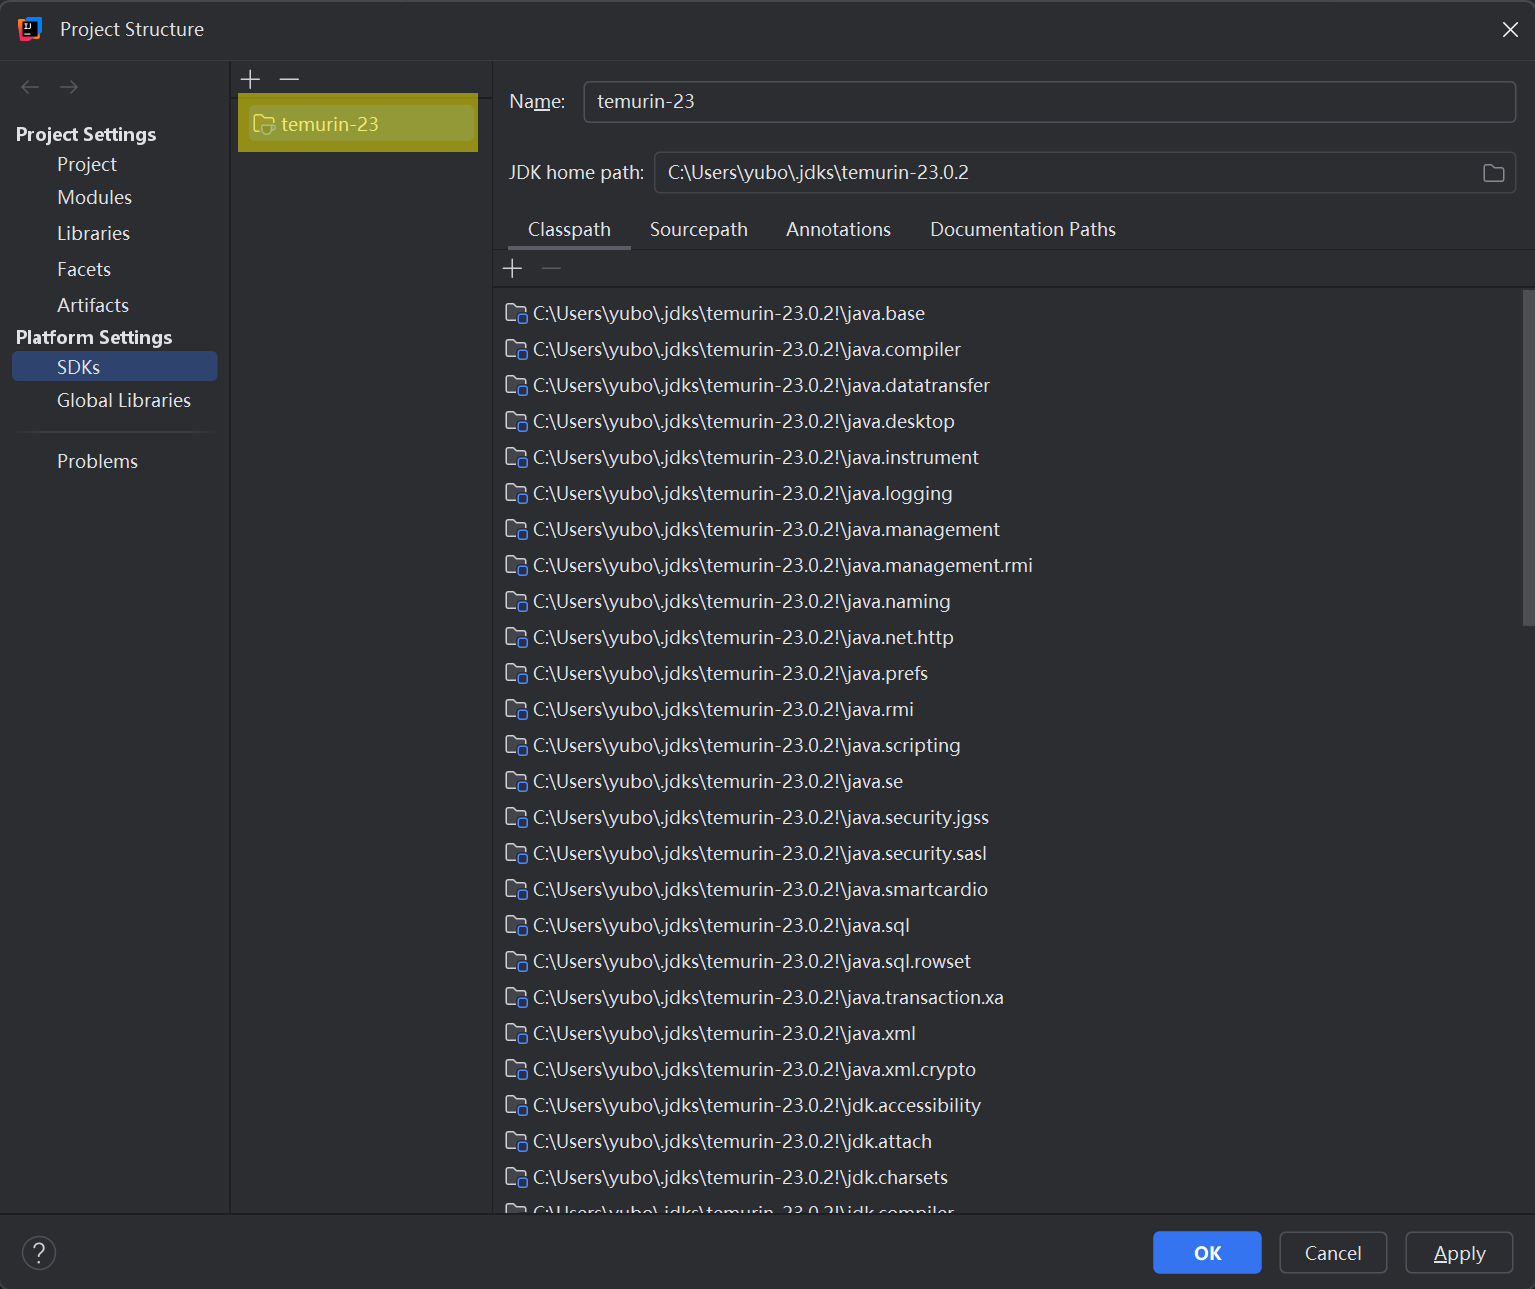 Project Structure
Project Settings
Project
Modules
Libraries
Facets
Artifacts
Platform Settings
SDKs
Global Libraries
Problems
temurin-23
Name: temurin-23
JDK home path: C:\Users\yubo\.jdks\temurin-23.0.2
Classpath Sourcepath Annotations Documentation Paths
C:\Users\yubo\.jdks\temurin-23.0.2!\java.base
C:\Users\yubo\.jdks\temurin-23.0.2!\java.compiler
C:\Users\yubo\.jdks\temurin-23.0.2!\java.datatransfer
C:\Users\yubo\.jdks\temurin-23.0.2!\java.desktop
C:\Users\yubo\.jdks\temurin-23.0.2!\java.instrument
C:\Users\yubo\.jdks\temurin-23.0.2!\java.logging
C:\Users\yubo\.jdks\temurin-23.0.2!\java.management
C:\Users\yubo\.jdks\temurin-23.0.2!\java.management.rmi
C:\Users\yubo\.jdks\temurin-23.0.2!\java.naming
C:\Users\yubo\.jdks\temurin-23.0.2!\java.net.http
C:\Users\yubo\.jdks\temurin-23.0.2!\java.prefs
C:\Users\yubo\.jdks\temurin-23.0.2!\java.rmi
C:\Users\yubo\.jdks\temurin-23.0.2!\java.scripting
C:\Users\yubo\.jdks\temurin-23.0.2!\java.se
C:\Users\yubo\.jdks\temurin-23.0.2!\java.security.jgss
C:\Users\yubo\.jdks\temurin-23.0.2!\java.security.sasl
C:\Users\yubo\.jdks\temurin-23.0.2!\java.smartcardio
C:\Users\yubo\.jdks\temurin-23.0.2!\java.sql
C:\Users\yubo\.jdks\temurin-23.0.2!\java.sql.rowset
C:\Users\yubo\.jdks\temurin-23.0.2!\java.transaction.xa
C:\Users\yubo\.jdks\temurin-23.0.2!\java.xml
C:\Users\yubo\.jdks\temurin-23.0.2!\java.xml.crypto
C:\Users\yubo\.jdks\temurin-23.0.2!\jdk.accessibility
C:\Users\yubo\.jdks\temurin-23.0.2!\jdk.attach
C:\Users\yubo\.jdks\temurin-23.0.2!\jdk.charsets
C:\Users\yubo\.jdks\temurin-23.0.2!\jdk.compiler
? OK Cancel Apply